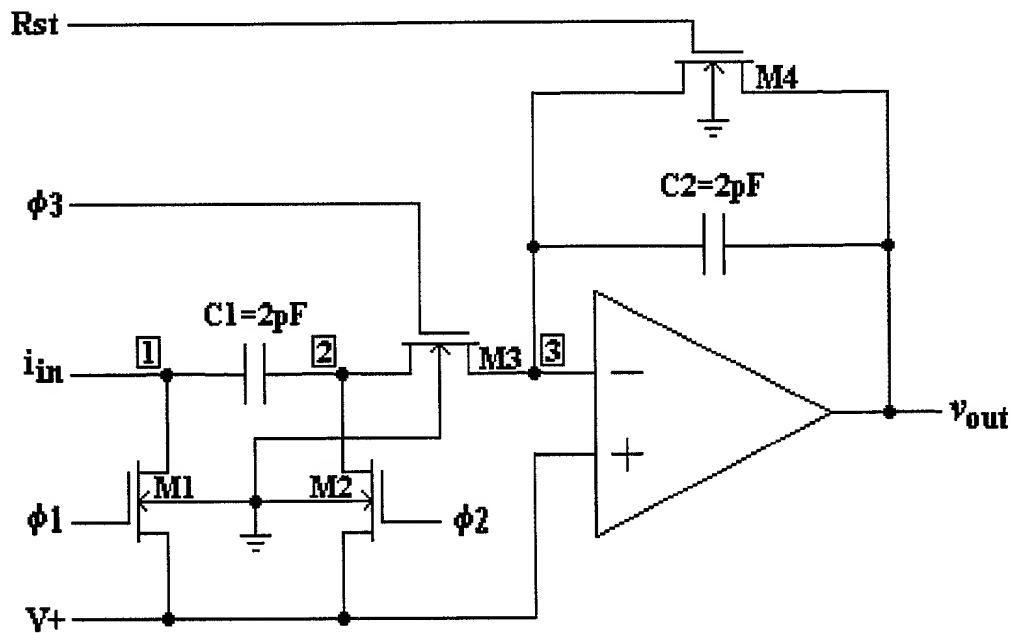 Rst
M4
ϕ3
C2=2pF
C1=2pF
1
2
M3
3
i_in
−
v_out
+
M1
M2
ϕ1
ϕ2
V+